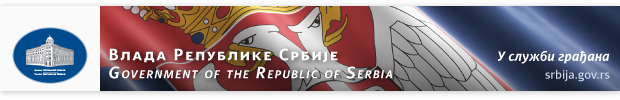 Влада Републике Србије
Government of the Republic of Serbia
У служби грађана
srbija.gov.rs